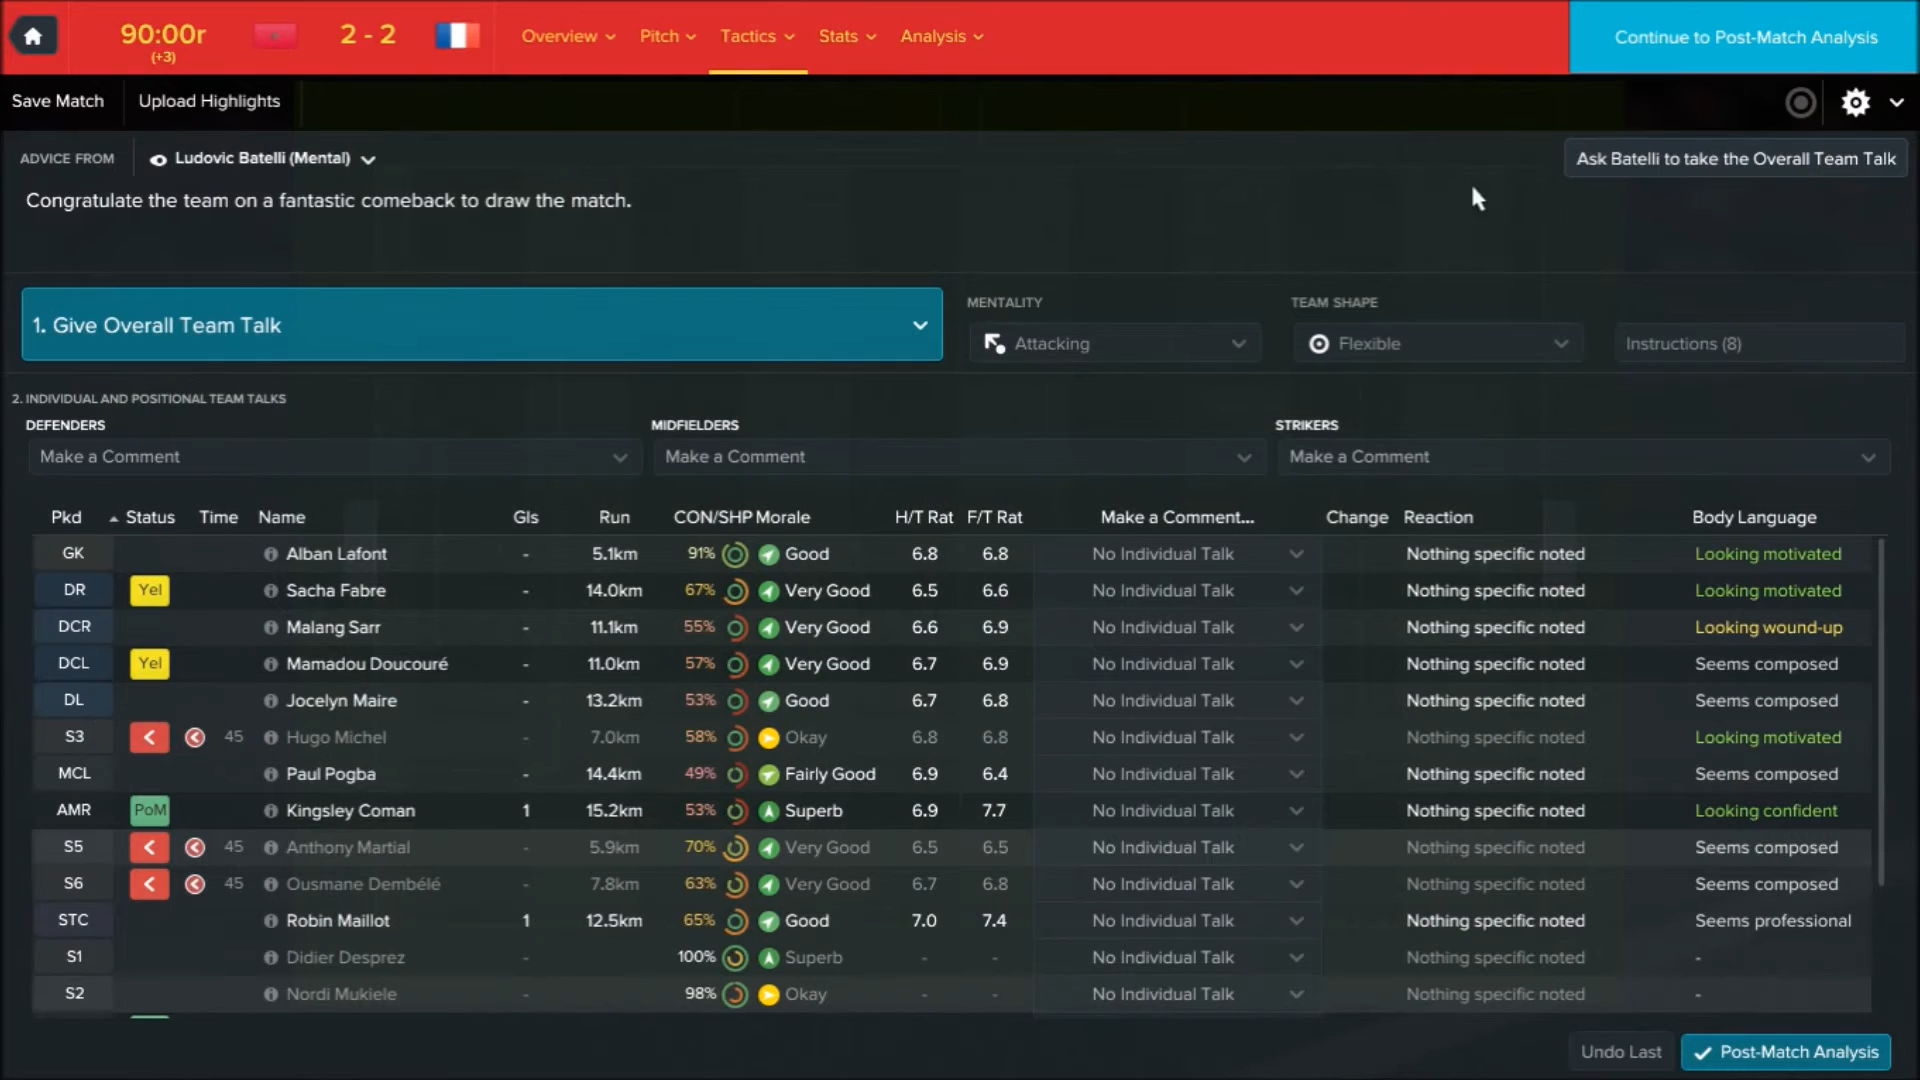 90:00r 2 - 2 Overview Pitch Tactics Stats Analysis Continue to Post-Match Analysis
(+3)
Save Match Upload Highlights
ADVICE FROM Ludovic Batelli (Mental) Ask Batelli to take the Overall Team Talk
Congratulate the team on a fantastic comeback to draw the match.
MENTALITY TEAM SHAPE
1. Give Overall Team Talk Attacking Flexible Instructions (8)
2. INDIVIDUAL AND POSITIONAL TEAM TALKS
DEFENDERS MIDFIELDERS STRIKERS
Make a Comment Make a Comment Make a Comment
Pkd Status Time Name Gls Run CON/SHP Morale H/T Rat F/T Rat Make a Comment... Change Reaction Body Language
GK Alban Lafont - 5.1km 91% Good 6.8 6.8 No Individual Talk Nothing specific noted Looking motivated
DR Yel Sacha Fabre - 14.0km 67% Very Good 6.5 6.6 No Individual Talk Nothing specific noted Looking motivated
DCR Malang Sarr - 11.1km 55% Very Good 6.6 6.9 No Individual Talk Nothing specific noted Looking wound-up
DCL Yel Mamadou Doucouré - 11.0km 57% Very Good 6.7 6.9 No Individual Talk Nothing specific noted Seems composed
DL Jocelyn Maire - 13.2km 53% Good 6.7 6.8 No Individual Talk Nothing specific noted Seems composed
S3 45 Hugo Michel - 7.0km 58% Okay 6.8 6.8 No Individual Talk Nothing specific noted Looking motivated
MCL Paul Pogba - 14.4km 49% Fairly Good 6.9 6.4 No Individual Talk Nothing specific noted Seems composed
AMR PoM Kingsley Coman 1 15.2km 53% Superb 6.9 7.7 No Individual Talk Nothing specific noted Looking confident
S5 45 Anthony Martial - 5.9km 70% Very Good 6.5 6.5 No Individual Talk Nothing specific noted Seems composed
S6 45 Ousmane Dembélé - 7.8km 63% Very Good 6.7 6.8 No Individual Talk Nothing specific noted Seems composed
STC Robin Maillot 1 12.5km 65% Good 7.0 7.4 No Individual Talk Nothing specific noted Seems professional
S1 Didier Desprez - 100% Superb - - No Individual Talk Nothing specific noted -
S2 Nordi Mukiele - 98% Okay - - No Individual Talk Nothing specific noted -
Undo Last Post-Match Analysis